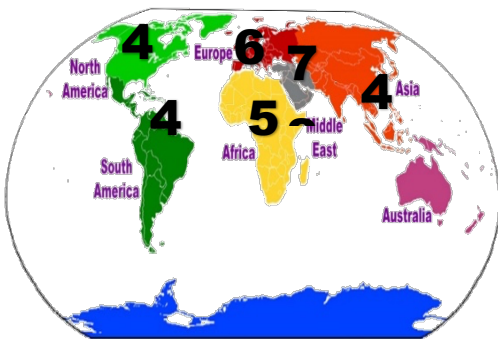 4
6
Europe
7
North
America
4
Asia
4
5
Middle
East
Africa
South
America
Australia